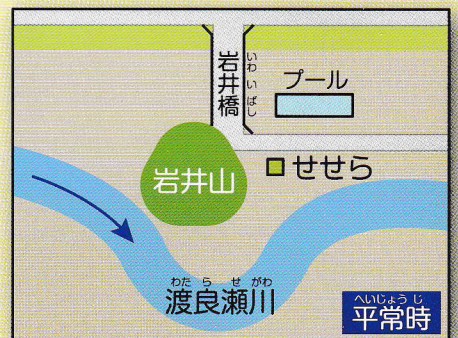 岩井橋
いわいばし
プール
せせら
岩井山
わたらせがわ
渡良瀬川
へいじょうじ
平常時